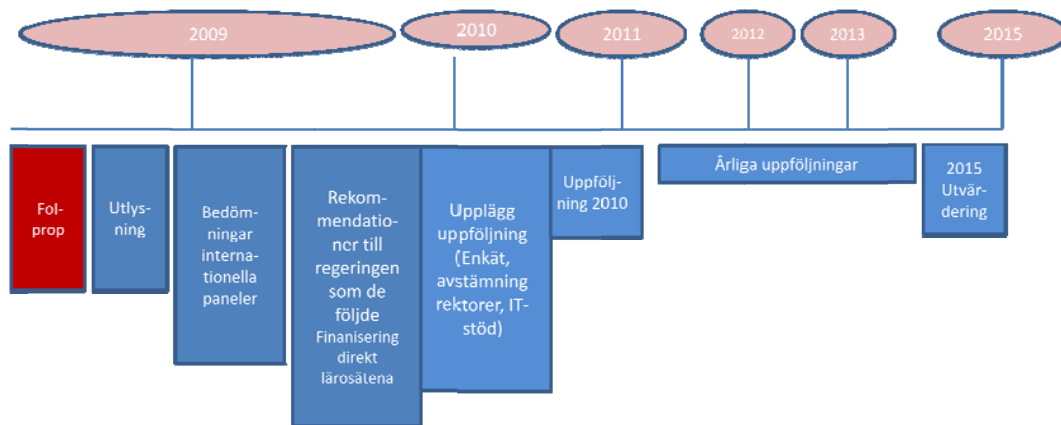 2009
2010
2011
2012
2013
2015
FoI-
prop
Utlys-
ning
Bedöm-
ningar
interna-
tionella
paneler
Rekom-
mendatio-
ner till
regeringen
som de
följde
Finanisering
direkt
lärosätena
Upplägg
uppföljning
(Enkät,
avstämning
rektorer, IT-
stöd)
Uppfölj-
ning 2010
Årliga uppföljningar
2015
Utvär-
dering